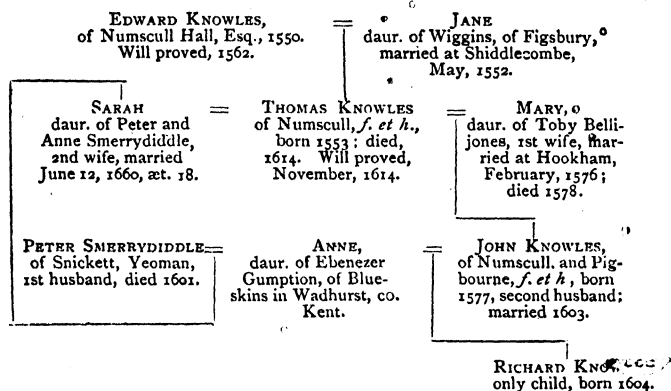 EDWARD KNOWLES,
of Numscull Hall, Esq., 1550.
Will proved, 1562.
=
JANE
daur. of Wiggins, of Figsbury,
married at Shiddlecombe,
May, 1552.
SARAH
daur. of Peter and
Anne Smerrydiddle,
2nd wife, married
June 12, 1660, æt. 18.
=
THOMAS KNOWLES
of Numscull, f. et h.,
born 1553; died,
1614. Will proved,
November, 1614.
=
MARY,
daur. of Toby Belli-
jones, 1st wife, mar-
ried at Hookham,
February, 1576;
died 1578.
PETER SMERRYDIDDLE
of Snickett, Yeoman,
1st husband, died 1601.
=
ANNE,
daur. of Ebenezer
Gumption, of Blue-
skins in Wadhurst, co.
Kent.
=
JOHN KNOWLES,
of Numscull. and Pig-
bourne, f. et h, born
1577, second husband;
married 1603.
RICHARD
only child, born 1604.